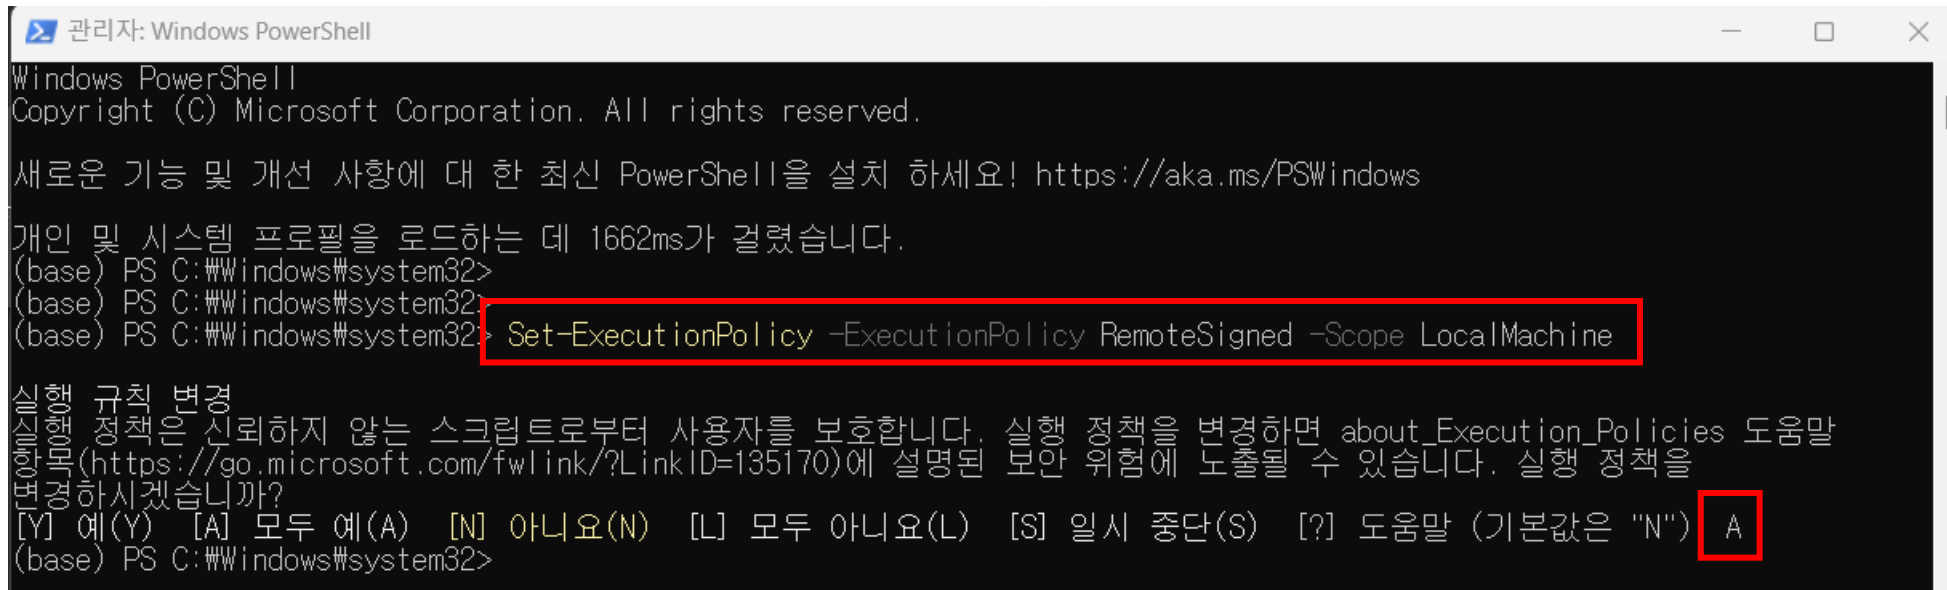 관리자: Windows PowerShell
Windows PowerShell
Copyright (C) Microsoft Corporation. All rights reserved.
새로운 기능 및 개선 사항에 대 한 최신 PowerShell을 설치 하세요! https://aka.ms/PSWindows
개인 및 시스템 프로필을 로드하는 데 1662ms가 걸렸습니다.
(base) PS C:₩Windows₩system32>
(base) PS C:₩Windows₩system32>
(base) PS C:₩Windows₩system32> Set-ExecutionPolicy -ExecutionPolicy RemoteSigned -Scope LocalMachine
실행 규칙 변경
실행 정책은 신뢰하지 않는 스크립트로부터 사용자를 보호합니다. 실행 정책을 변경하면 about_Execution_Policies 도움말
항목(https://go.microsoft.com/fwlink/?LinkID=135170)에 설명된 보안 위험에 노출될 수 있습니다. 실행 정책을
변경하시겠습니까?
[Y] 예(Y)  [A] 모두 예(A)  [N] 아니요(N)  [L] 모두 아니요(L)  [S] 일시 중단(S)  [?] 도움말 (기본값은 "N") A
(base) PS C:₩Windows₩system32>